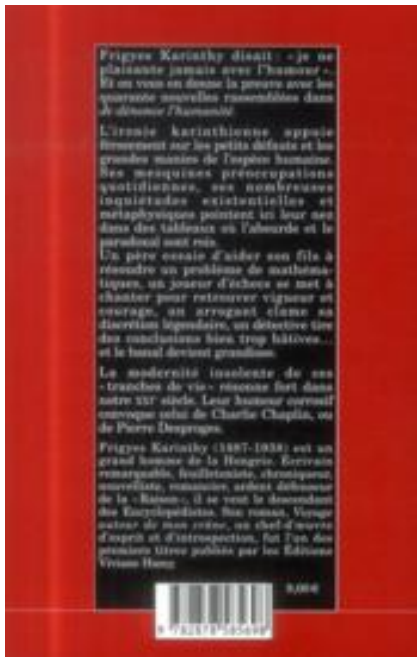 Frigyes Karinthy disait : « je ne
plaisante jamais avec l'humour ».
Et on vous en donne la preuve avec les
quarante nouvelles rassemblées dans
Je dénonce l'humanité.
L'ironie karinthienne appuie
férocement sur les petits défauts et les
grandes manies de l'espèce humaine.
Ses mesquines préoccupations
quotidiennes, ses nombreuses
inquiétudes existentielles et
métaphysiques pointent ici leur nez
dans des tableaux où l'absurde et le
paradoxal sont rois.
Un père essaie d'aider son fils à
résoudre un problème de mathéma-
tiques, un joueur d'échecs se met à
chanter pour retrouver vigueur et
courage, un arrogant clame sa
discrétion légendaire, un détective tire
des conclusions bien trop hâtives...
et le banal devient grandiose.
La modernité insolente de ces
« tranches de vie » résonne fort dans
notre XXIe siècle. Leur humour corrosif
convoque celui de Charlie Chaplin, ou
de Pierre Desproges.
Frigyes Karinthy (1887-1938) est un
grand homme de la Hongrie. Écrivain
remarquable, feuilletoniste, chroniqueur,
nouvelliste, romancier, ardent défenseur
de la « Raison », il se veut le descendant
des Encyclopédistes. Son roman, Voyage
autour de mon crâne, un chef-d'œuvre
d'esprit et d'introspection, fut l'un des
premiers titres publiés par les Éditions
Viviane Hamy.
9 782878 585698